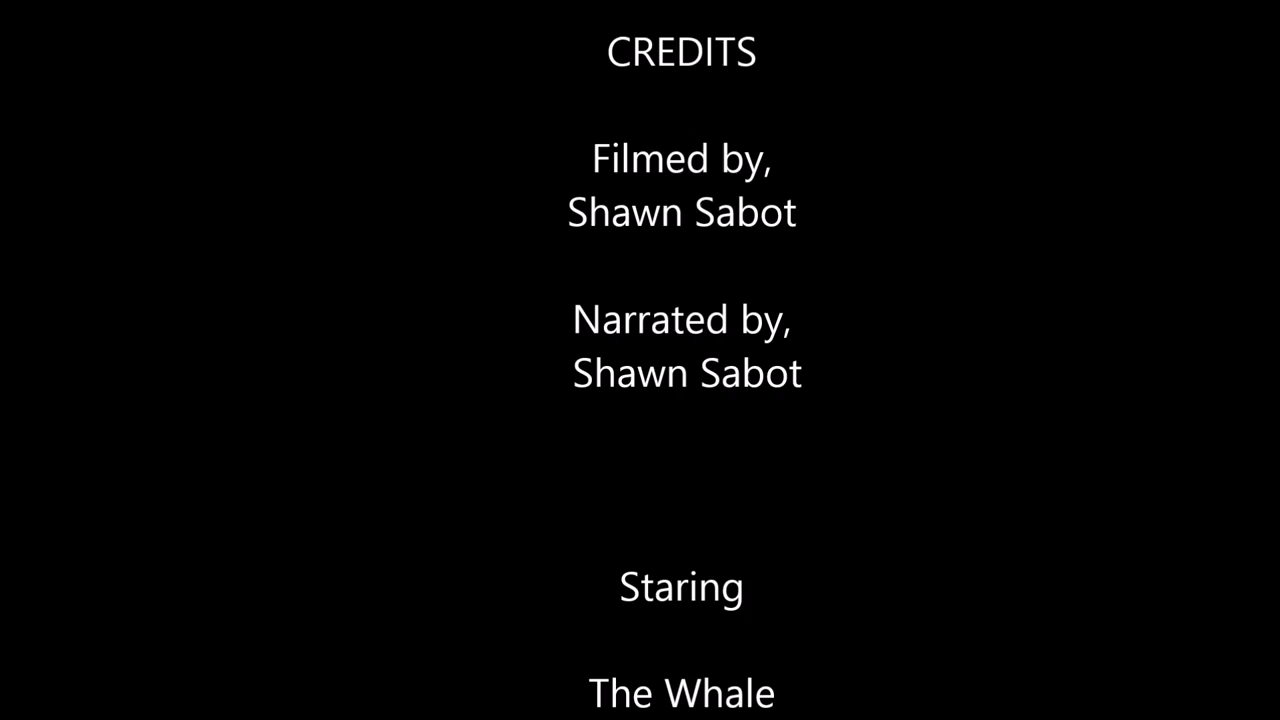 CREDITS
Filmed by,
Shawn Sabot
Narrated by,
Shawn Sabot
Staring
The Whale